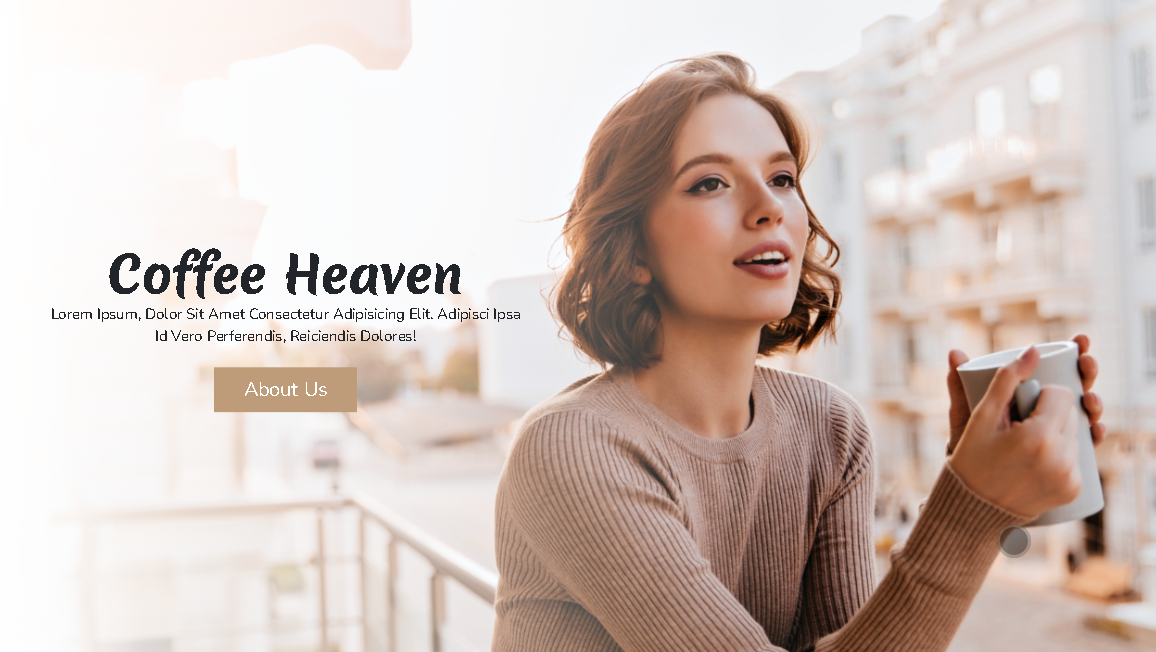 Coffee Heaven
Lorem Ipsum, Dolor Sit Amet Consectetur Adipisicing Elit. Adipisci Ipsa
Id Vero Perferendis, Reiciendis Dolores!
About Us